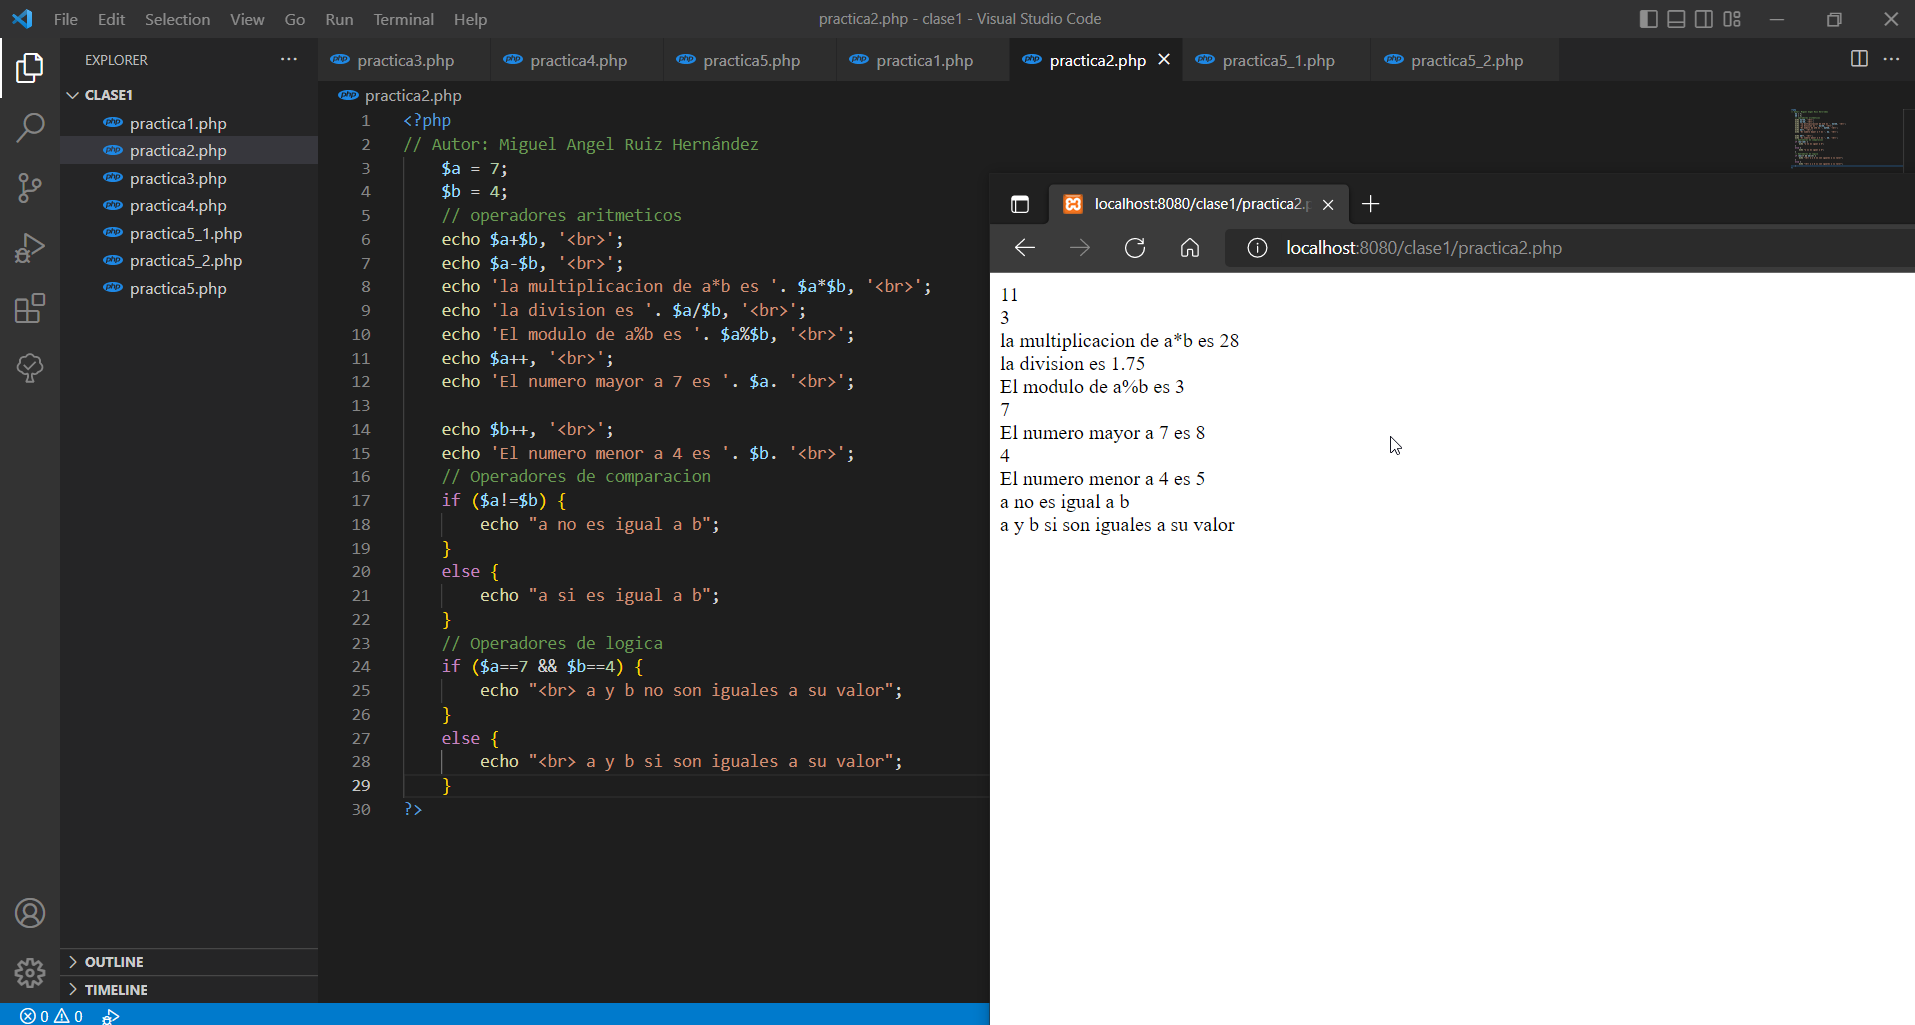 File Edit Selection View Go Run Terminal Help
practica2.php - clase1 - Visual Studio Code
EXPLORER
CLASE1
practica1.php
practica2.php
practica3.php
practica4.php
practica5_1.php
practica5_2.php
practica5.php
OUTLINE
TIMELINE
0 0
practica3.php practica4.php practica5.php practica1.php practica2.php practica5_1.php practica5_2.php
practica2.php
1 <?php
2 // Autor: Miguel Angel Ruiz Hernández
3 $a = 7;
4 $b = 4;
5 // operadores aritmeticos
6 echo $a+$b, '<br>';
7 echo $a-$b, '<br>';
8 echo 'la multiplicacion de a*b es '. $a*$b, '<br>';
9 echo 'la division es '. $a/$b, '<br>';
10 echo 'El modulo de a%b es '. $a%$b, '<br>';
11 echo $a++, '<br>';
12 echo 'El numero mayor a 7 es '. $a. '<br>';
13
14 echo $b++, '<br>';
15 echo 'El numero menor a 4 es '. $b. '<br>';
16 // Operadores de comparacion
17 if ($a!=$b) {
18 echo "a no es igual a b";
19 }
20 else {
21 echo "a si es igual a b";
22 }
23 // Operadores de logica
24 if ($a==7 && $b==4) {
25 echo "<br> a y b no son iguales a su valor";
26 }
27 else {
28 echo "<br> a y b si son iguales a su valor";
29 }
30 ?>
localhost:8080/clase1/practica2.p
localhost:8080/clase1/practica2.php
11
3
la multiplicacion de a*b es 28
la division es 1.75
El modulo de a%b es 3
7
El numero mayor a 7 es 8
4
El numero menor a 4 es 5
a no es igual a b
a y b si son iguales a su valor